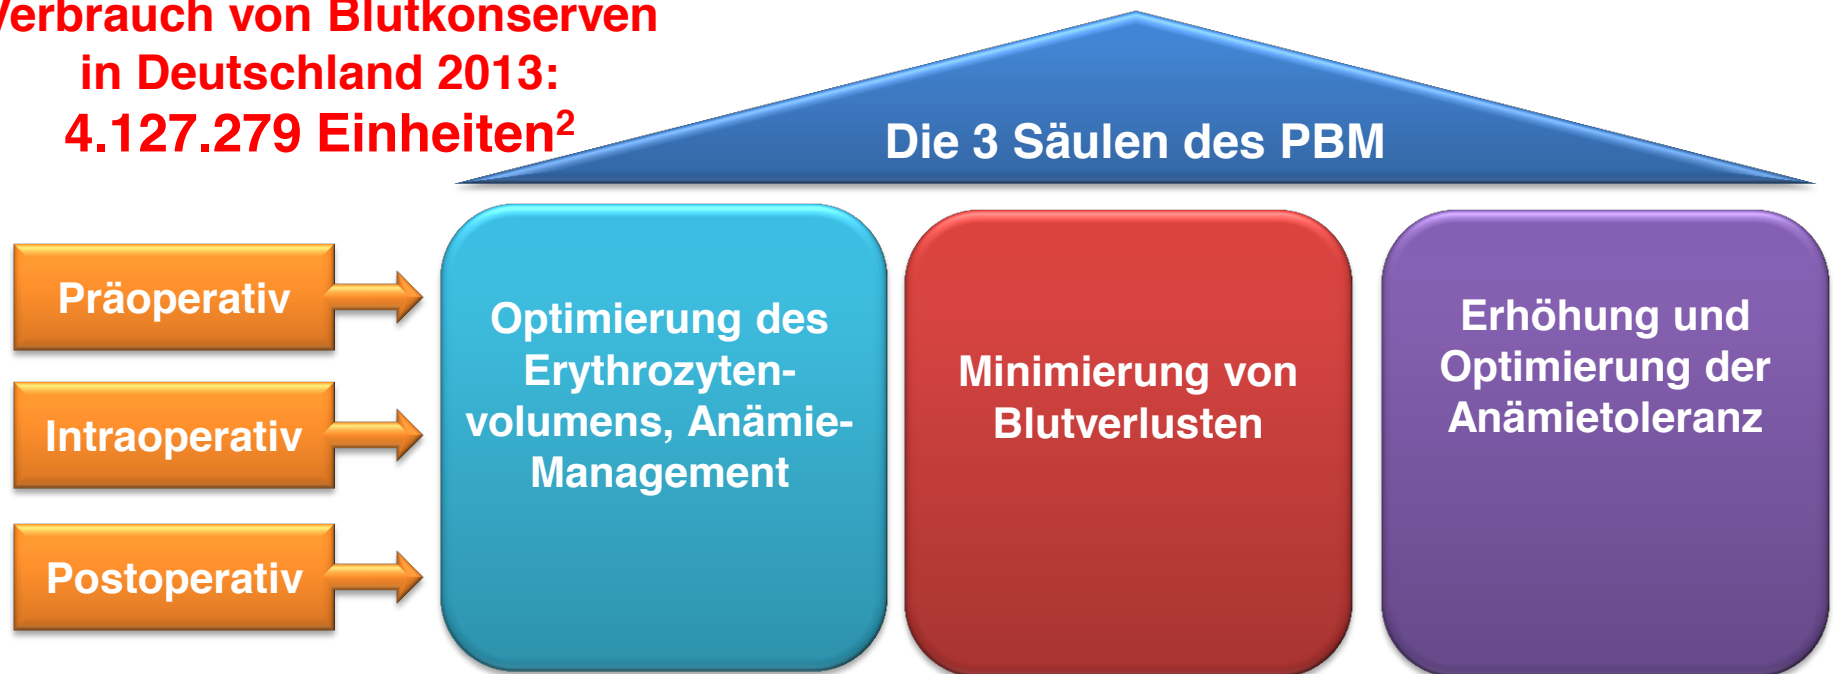 Verbrauch von Blutkonserven
in Deutschland 2013:
4.127.279 Einheiten²
Die 3 Säulen des PBM
Präoperativ
Intraoperativ
Postoperativ
Optimierung des
Erythrozyten-
volumens, Anämie-
Management
Minimierung von
Blutverlusten
Erhöhung und
Optimierung der
Anämietoleranz